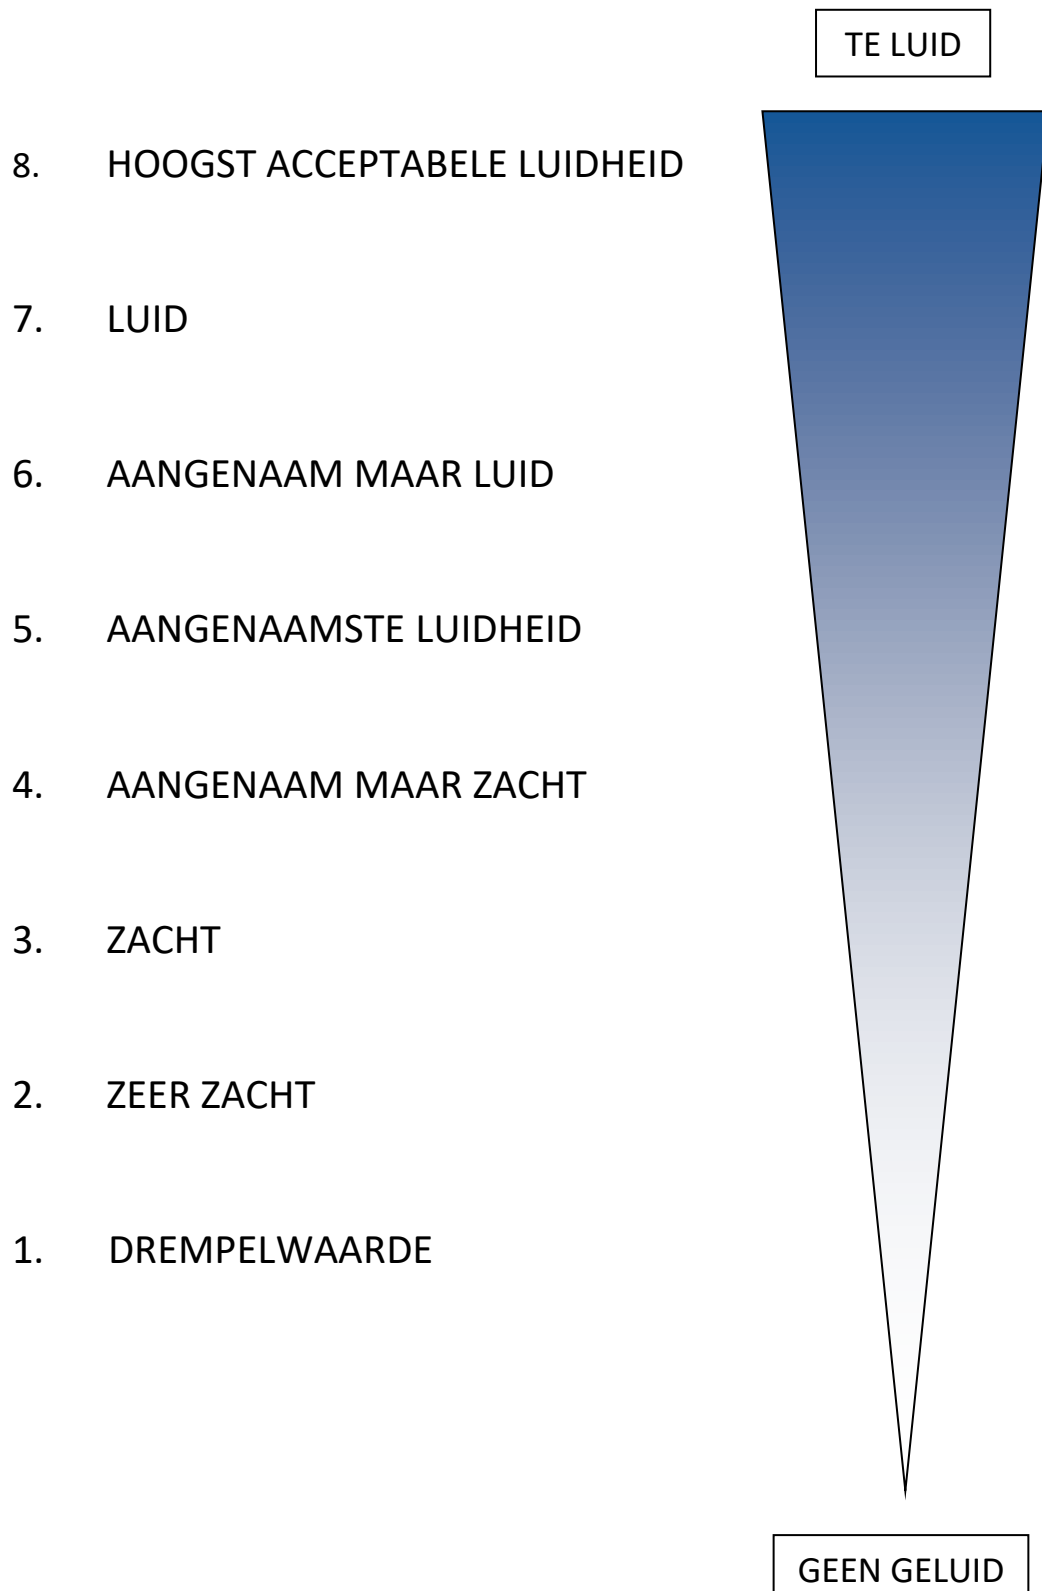 TE LUID
8. HOOGST ACCEPTABELE LUIDHEID
7. LUID
6. AANGENAAM MAAR LUID
5. AANGENAAMSTE LUIDHEID
4. AANGENAAM MAAR ZACHT
3. ZACHT
2. ZEER ZACHT
1. DREMPELWAARDE
GEEN GELUID